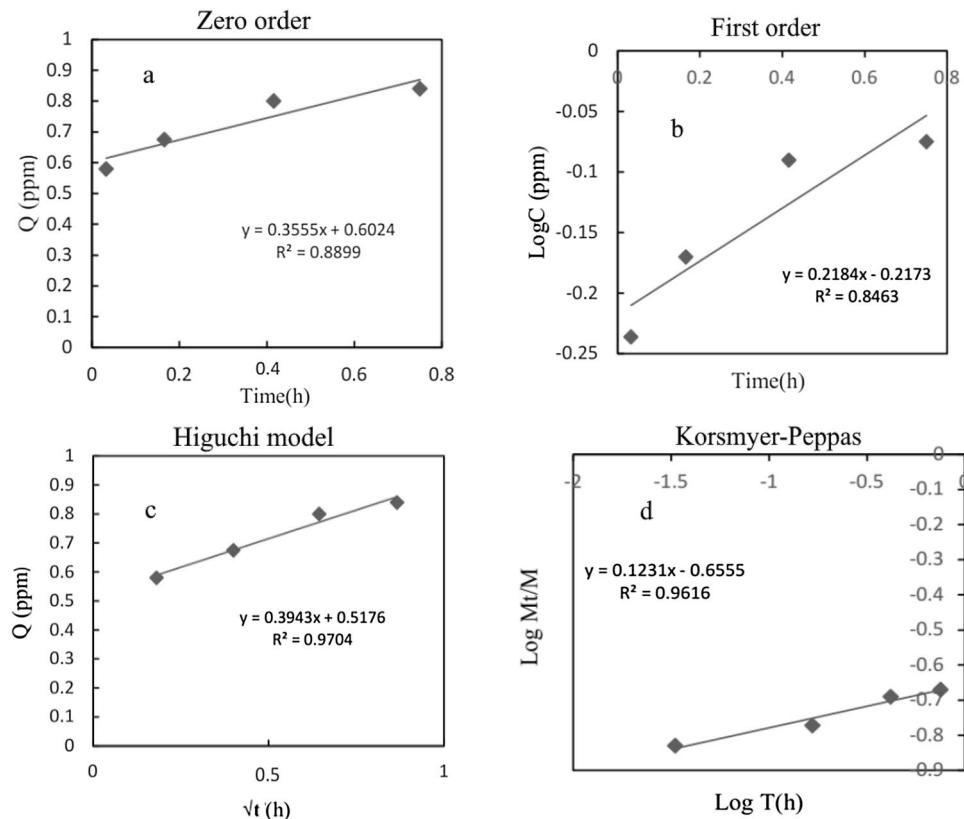 Zero order
1
0.9
0.8
0.7
0.6
0.5
0.4
0.3
0.2
0.1
0
Q (ppm)
a
y = 0.3555x + 0.6024
R² = 0.8899
0
0.2
0.4
0.6
0.8
Time(h)
First order
0
-0.05
-0.1
-0.15
-0.2
-0.25
LogC (ppm)
0
0.2
0.4
0.6
0.8
b
y = 0.2184x - 0.2173
R² = 0.8463
Time(h)
Higuchi model
1
0.9
0.8
0.7
0.6
0.5
0.4
0.3
0.2
0.1
0
Q (ppm)
c
y = 0.3943x + 0.5176
R² = 0.9704
0
0.5
1
√t (h)
Korsmyer-Peppas
-2
-1.5
-1
-0.5
0
0
-0.1
-0.2
-0.3
-0.4
-0.5
-0.6
-0.7
-0.8
0.9
d
y = 0.1231x - 0.6555
R² = 0.9616
Log Mt/M
Log T(h)